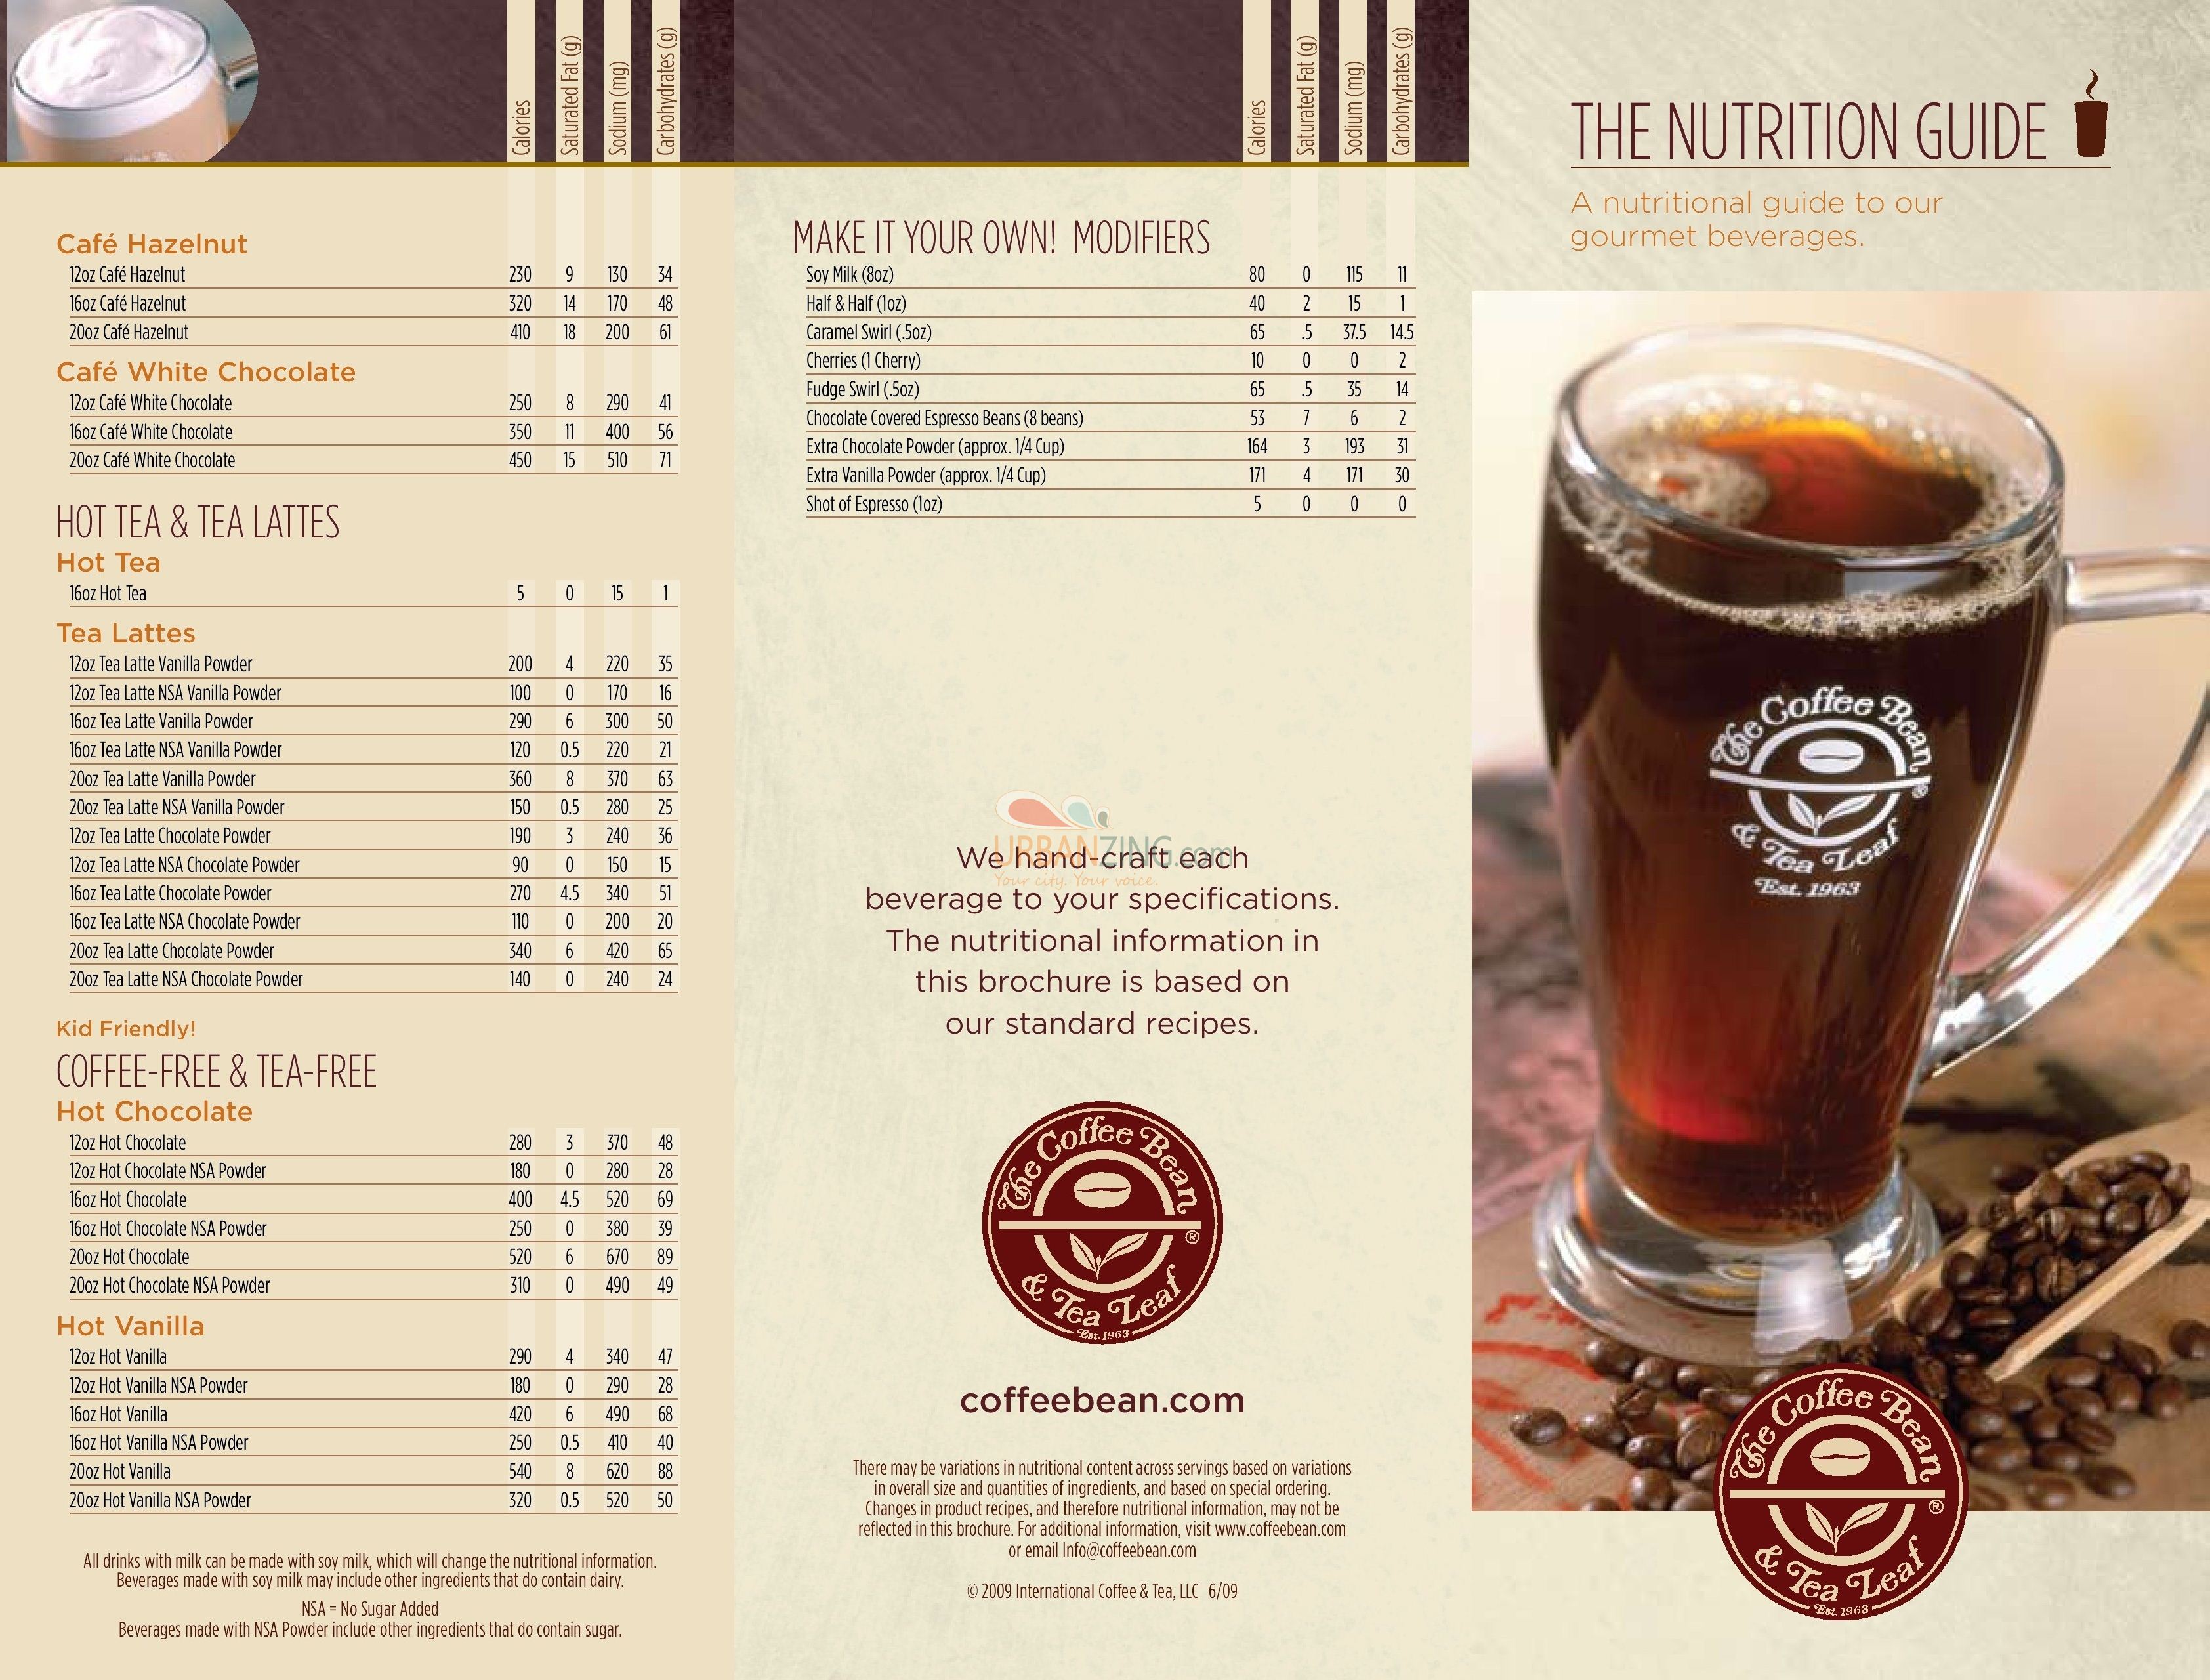 Calories
Saturated Fat (g)
Sodium (mg)
Carbohydrates (g)
Café Hazelnut
12oz Café Hazelnut 230 9 130 34
16oz Café Hazelnut 320 14 170 48
20oz Café Hazelnut 410 18 200 61
Café White Chocolate
12oz Café White Chocolate 250 8 290 41
16oz Café White Chocolate 350 11 400 56
20oz Café White Chocolate 450 15 510 71
HOT TEA & TEA LATTES
Hot Tea
16oz Hot Tea 5 0 15 1
Tea Lattes
12oz Tea Latte Vanilla Powder 200 4 220 35
12oz Tea Latte NSA Vanilla Powder 100 0 170 16
16oz Tea Latte Vanilla Powder 290 6 300 50
16oz Tea Latte NSA Vanilla Powder 120 0.5 220 21
20oz Tea Latte Vanilla Powder 360 8 370 63
20oz Tea Latte NSA Vanilla Powder 150 0.5 280 25
12oz Tea Latte Chocolate Powder 190 3 240 36
12oz Tea Latte NSA Chocolate Powder 90 0 150 15
16oz Tea Latte Chocolate Powder 270 4.5 340 51
16oz Tea Latte NSA Chocolate Powder 110 0 200 20
20oz Tea Latte Chocolate Powder 340 6 420 65
20oz Tea Latte NSA Chocolate Powder 140 0 240 24
Kid Friendly!
COFFEE-FREE & TEA-FREE
Hot Chocolate
12oz Hot Chocolate 280 3 370 48
12oz Hot Chocolate NSA Powder 180 0 280 28
16oz Hot Chocolate 400 4.5 520 69
16oz Hot Chocolate NSA Powder 250 0 380 39
20oz Hot Chocolate 520 6 670 89
20oz Hot Chocolate NSA Powder 310 0 490 49
Hot Vanilla
12oz Hot Vanilla 290 4 340 47
12oz Hot Vanilla NSA Powder 180 0 290 28
16oz Hot Vanilla 420 6 490 68
16oz Hot Vanilla NSA Powder 250 0.5 410 40
20oz Hot Vanilla 540 8 620 88
20oz Hot Vanilla NSA Powder 320 0.5 520 50
All drinks with milk can be made with soy milk, which will change the nutritional information.
Beverages made with soy milk may include other ingredients that do contain dairy.
NSA = No Sugar Added
Beverages made with NSA Powder include other ingredients that do contain sugar.
Calories
Saturated Fat (g)
Sodium (mg)
Carbohydrates (g)
MAKE IT YOUR OWN! MODIFIERS
Soy Milk (8oz) 80 0 115 11
Half & Half (1oz) 40 2 15 1
Caramel Swirl (.5oz) 65 .5 37.5 14.5
Cherries (1 Cherry) 10 0 0 2
Fudge Swirl (.5oz) 65 .5 35 14
Chocolate Covered Espresso Beans (8 beans) 53 7 6 2
Extra Chocolate Powder (approx. 1/4 Cup) 164 3 193 31
Extra Vanilla Powder (approx. 1/4 Cup) 171 4 171 30
Shot of Espresso (1oz) 5 0 0 0
URBANZING.com
Your city. Your voice.
We hand-craft each
beverage to your specifications.
The nutritional information in
this brochure is based on
our standard recipes.
The Coffee Bean
®
& Tea Leaf
Est. 1963
coffeebean.com
There may be variations in nutritional content across servings based on variations
in overall size and quantities of ingredients, and based on special ordering.
Changes in product recipes, and therefore nutritional information, may not be
reflected in this brochure. For additional information, visit www.coffeebean.com
or email Info@coffeebean.com
© 2009 International Coffee & Tea, LLC 6/09
THE NUTRITION GUIDE
A nutritional guide to our
gourmet beverages.
The Coffee Bean
®
& Tea Leaf
Est. 1963
The Coffee Bean
®
& Tea Leaf
Est. 1963